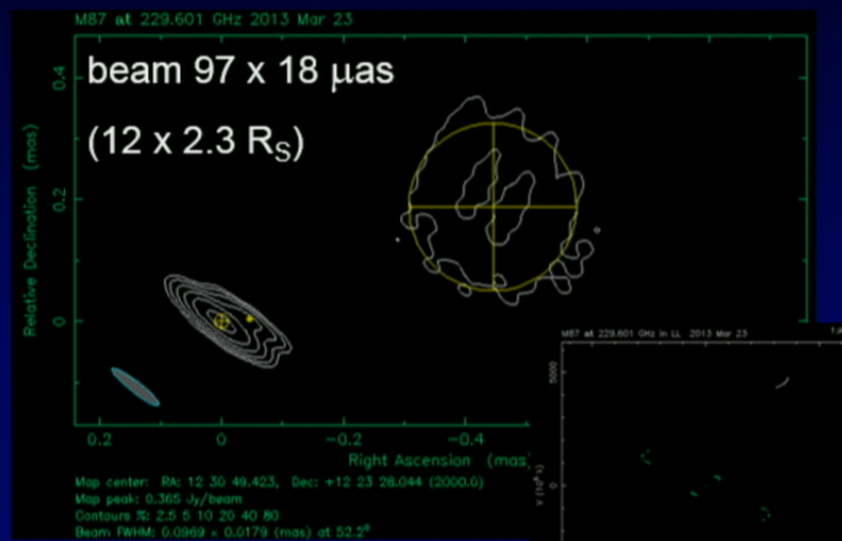 M87 at 229.601 GHz 2013 Mar 23
beam 97 x 18 μas
(12 x 2.3 RS)
Relative Declination (mas)
0.4
0.2
0
0.2
0
−0.2
−0.4
Right Ascension (mas)
Map center: RA: 12 30 49.423, Dec: +12 23 28.044 (2000.0)
Map peak: 0.365 Jy/beam
Contours %: 2.5 5 10 20 40 80
Beam FWHM: 0.0969 x 0.0179 (mas) at 52.2°
M87 at 229.601 GHz in LL 2013 Mar 23
5000
0